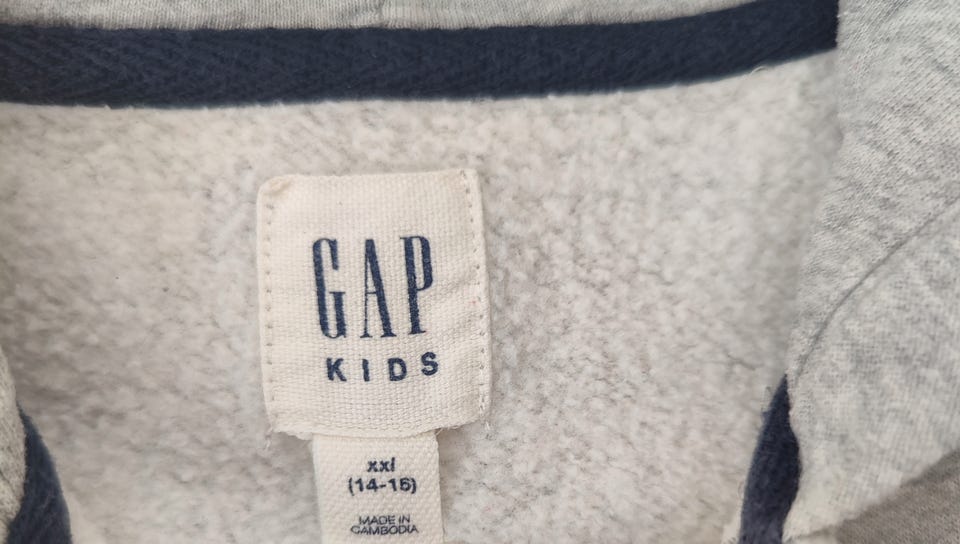 GAP
KIDS
xxl
(14-16)
MADE IN
CAMBODIA